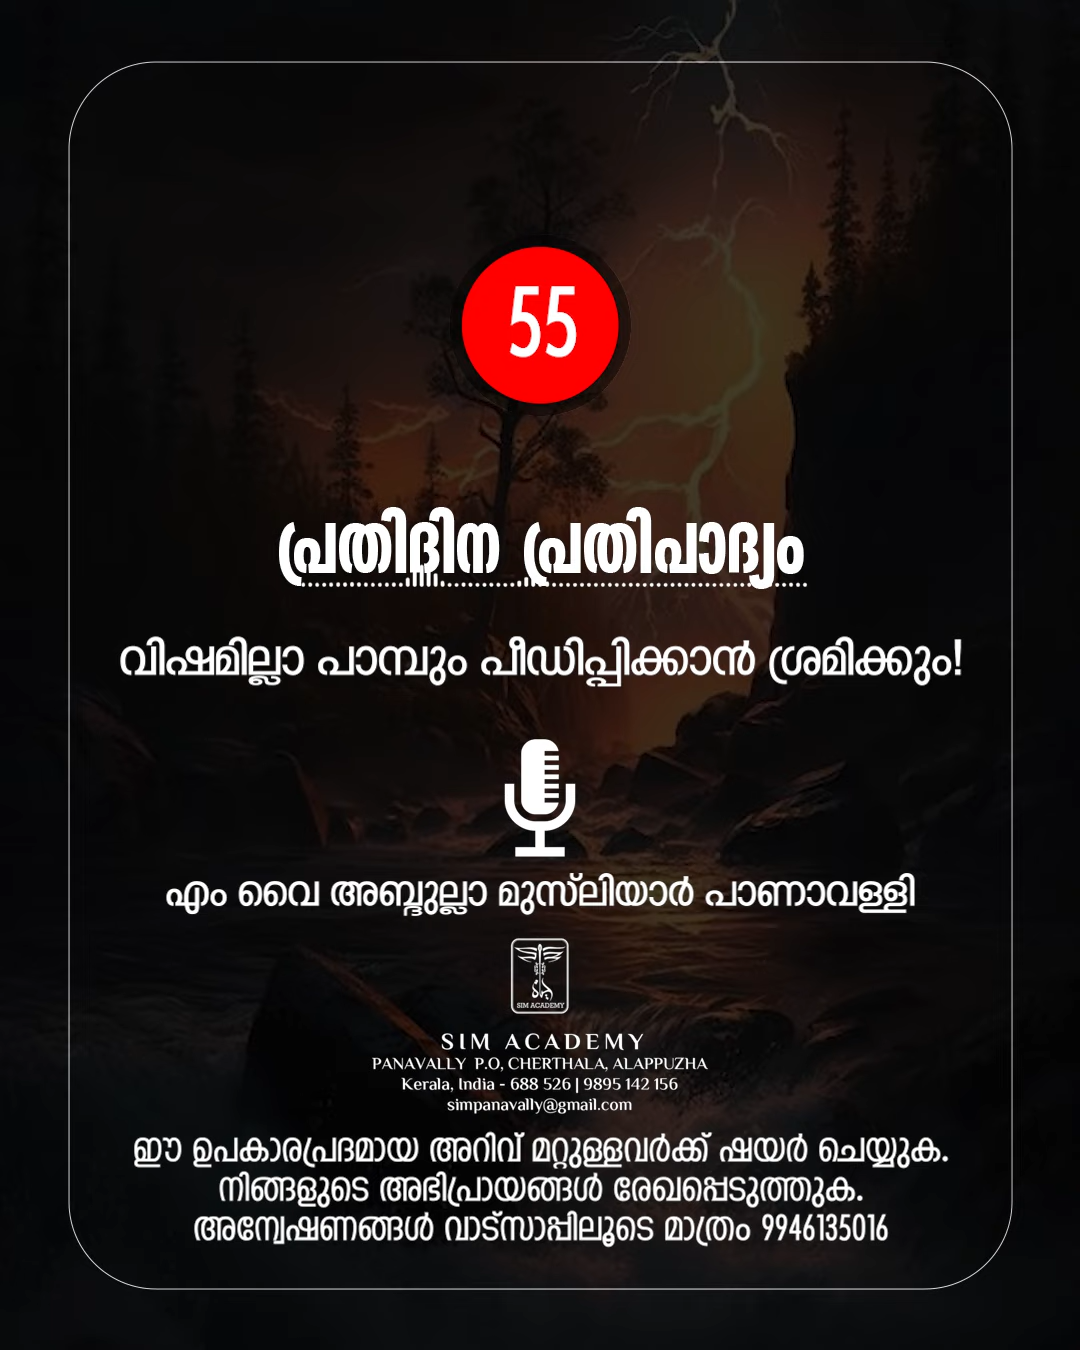 55
പ്രതിദ്ദിന പ്രതിപാദ്യം
വിഷമില്ലാ പാമ്പും പീഡിപ്പിക്കാൻ ശ്രമിക്കും!
എം വൈ അബ്ദുല്ലാ മുസ്‌ലിയാർ പാണാവള്ളി
SIM ACADEMY
SIM ACADEMY
PANAVALLY P.O, CHERTHALA, ALAPPUZHA
Kerala, India - 688 526 | 9895 142 156
simpanavally@gmail.com
ഈ ഉപകാരപ്രദമായ അറിവ് മറ്റുള്ളവർക്ക് ഷയർ ചെയ്യുക.
നിങ്ങളുടെ അഭിപ്രായങ്ങൾ രേഖപ്പെടുത്തുക.
അന്വേഷണങ്ങൾ വാട്സാപ്പിലൂടെ മാത്രം 9946135016